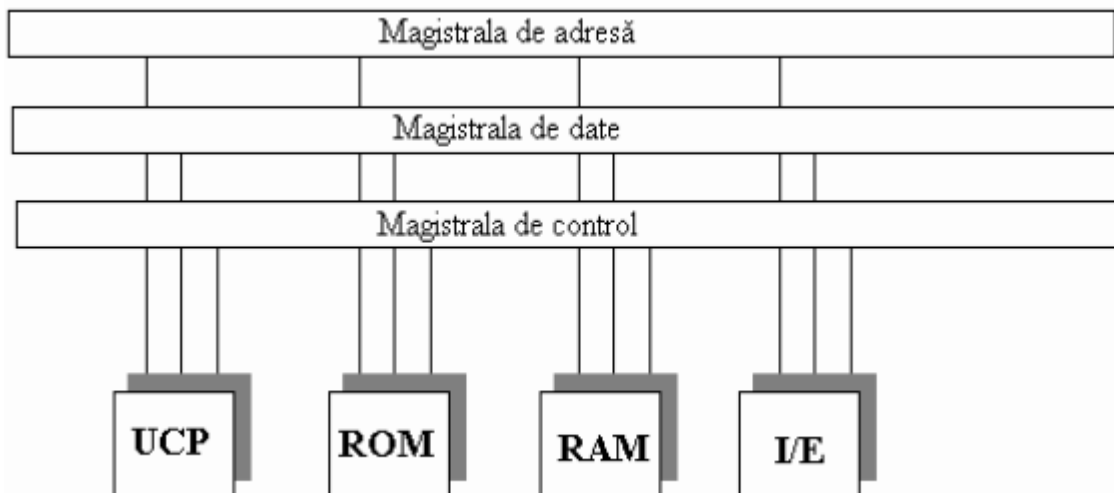 Magistrala de adresă
Magistrala de date
Magistrala de control
UCP ROM RAM I/E